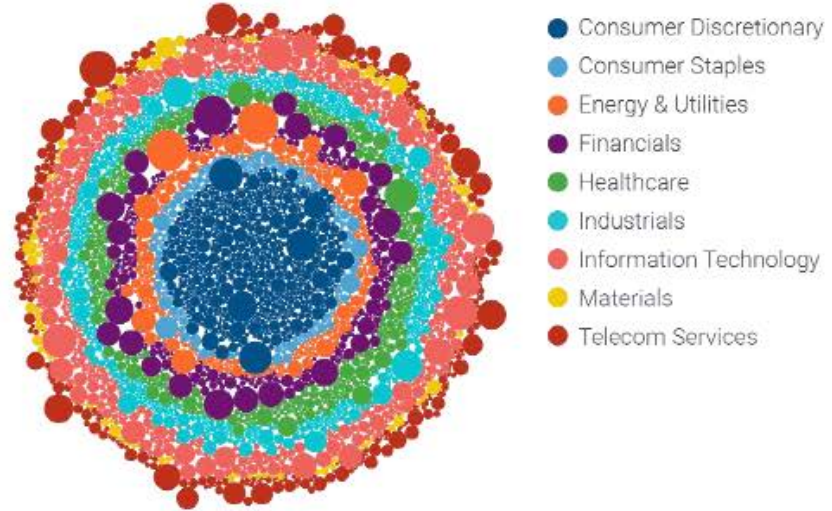 Consumer Discretionary
Consumer Staples
Energy & Utilities
Financials
Healthcare
Industrials
Information Technology
Materials
Telecom Services